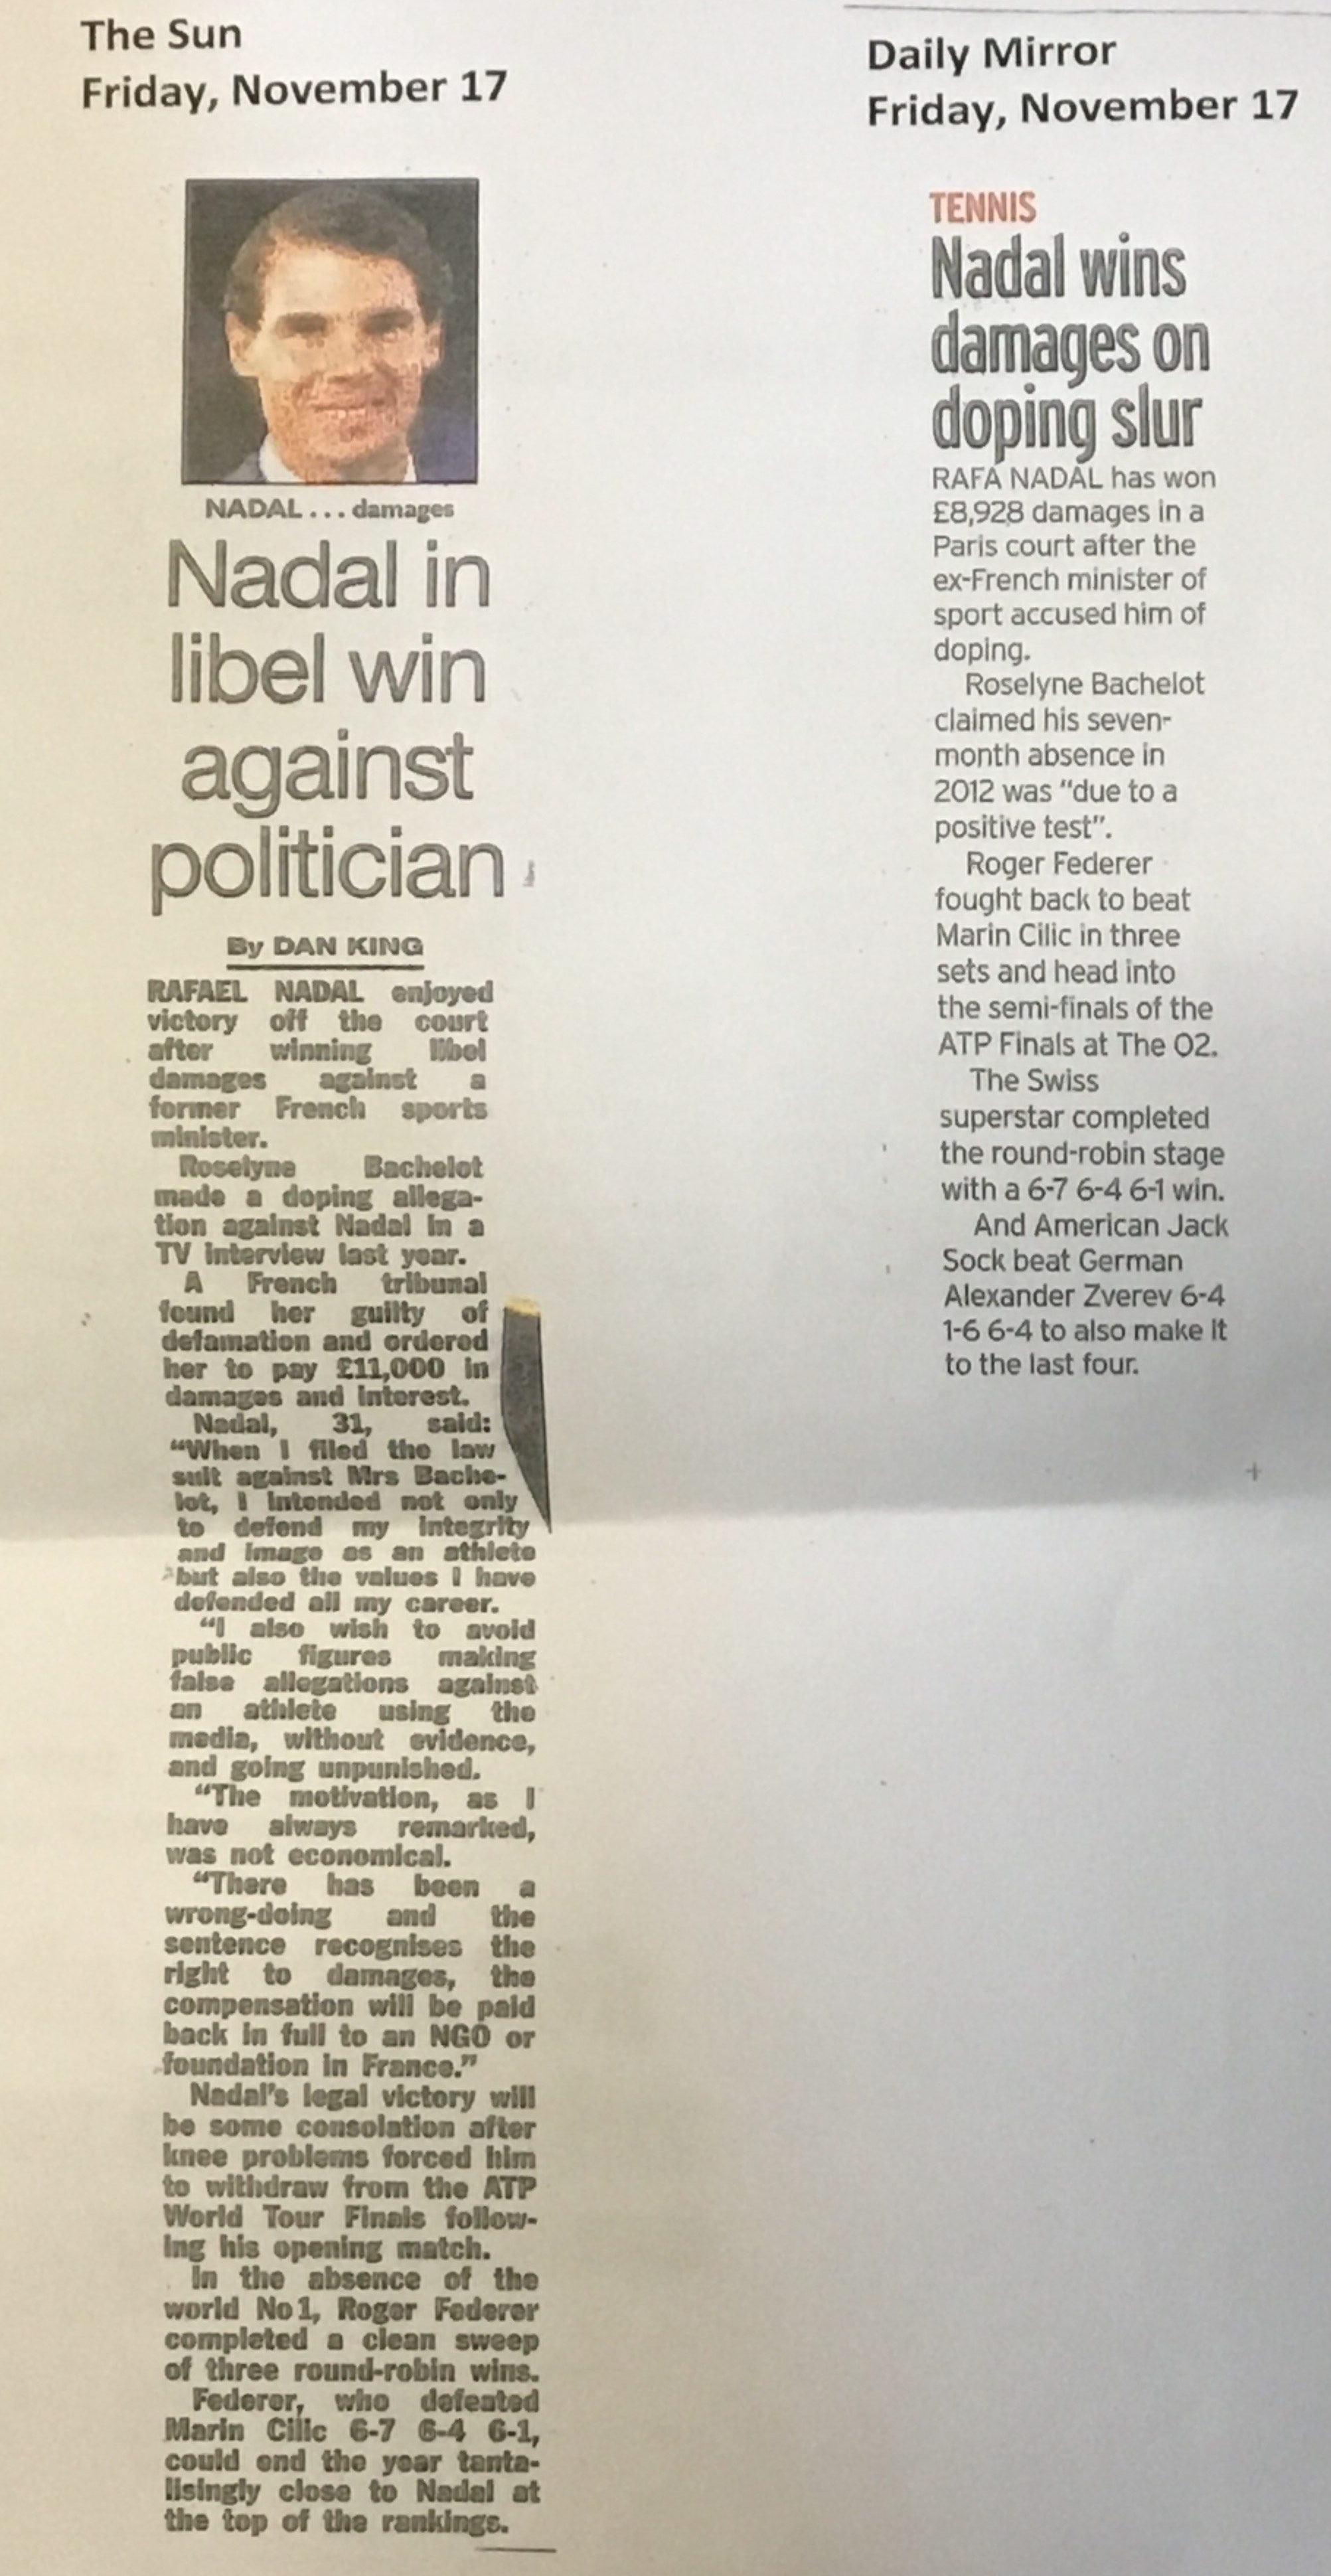 The Sun
Friday, November 17
NADAL... damages
Nadal in
libel win
against
politician
By DAN KING
RAFAEL NADAL enjoyed
victory off the court
after winning libel
damages against a
former French sports
minister.
Roselyne Bachelot
made a doping allega-
tion against Nadal in a
TV interview last year.
A French tribunal
found her guilty of
defamation and ordered
her to pay £11,000 in
damages and interest.
Nadal, 31, said:
“When I filed the law
suit against Mrs Bache-
lot, I intended not only
to defend my integrity
and image as an athlete
but also the values I have
defended all my career.
“I also wish to avoid
public figures making
false allegations against
an athlete using the
media, without evidence,
and going unpunished.
“The motivation, as I
have always remarked,
was not economical.
“There has been a
wrong-doing and the
sentence recognises the
right to damages, the
compensation will be paid
back in full to an NGO or
foundation in France.”
Nadal's legal victory will
be some consolation after
knee problems forced him
to withdraw from the ATP
World Tour Finals follow-
ing his opening match.
In the absence of the
world No1, Roger Federer
completed a clean sweep
of three round-robin wins.
Federer, who defeated
Marin Cilic 6-7 6-4 6-1,
could end the year tanta-
lisingly close to Nadal at
the top of the rankings.
Daily Mirror
Friday, November 17
TENNIS
Nadal wins
damages on
doping slur
RAFA NADAL has won
£8,928 damages in a
Paris court after the
ex-French minister of
sport accused him of
doping.
Roselyne Bachelot
claimed his seven-
month absence in
2012 was “due to a
positive test”.
Roger Federer
fought back to beat
Marin Cilic in three
sets and head into
the semi-finals of the
ATP Finals at The O2.
The Swiss
superstar completed
the round-robin stage
with a 6-7 6-4 6-1 win.
And American Jack
Sock beat German
Alexander Zverev 6-4
1-6 6-4 to also make it
to the last four.